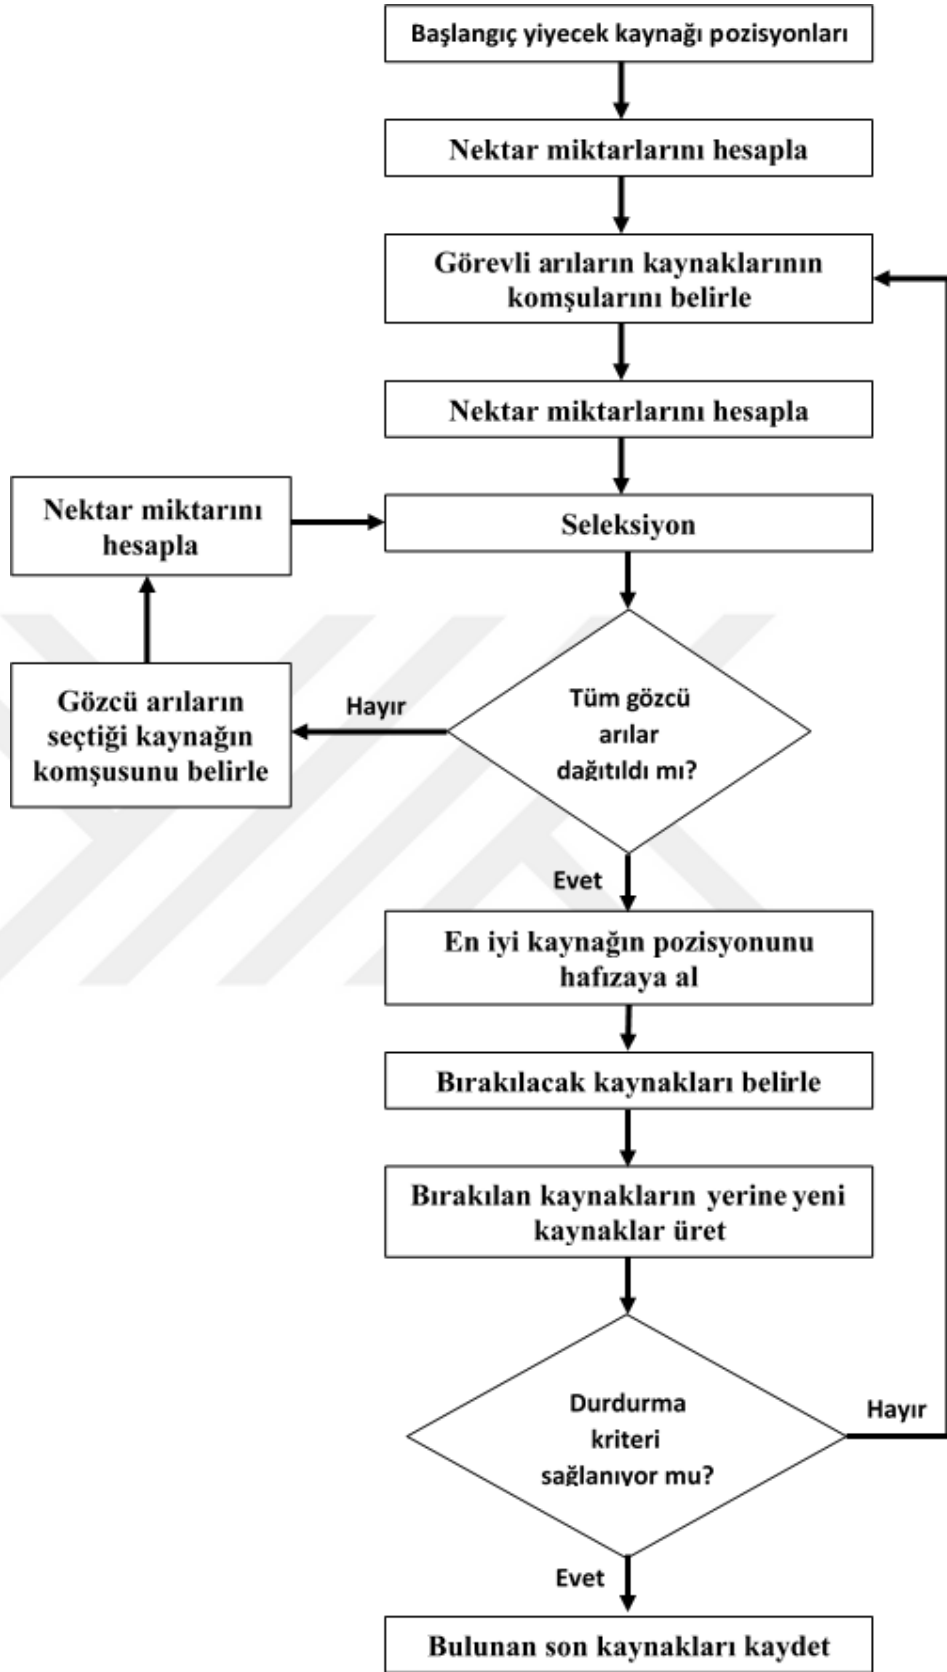 Başlangıç yiyecek kaynağı pozisyonları
Nektar miktarlarını hesapla
Görevli arıların kaynaklarının
komşularını belirle
Nektar miktarlarını hesapla
Nektar miktarını
hesapla
Seleksiyon
Gözcü arıların
seçtiği kaynağın
komşusunu belirle
Hayır
Tüm gözcü
arılar
dağıtıldı mı?
Evet
En iyi kaynağın pozisyonunu
hafızaya al
Bırakılacak kaynakları belirle
Bırakılan kaynakların yerine yeni
kaynaklar üret
Durdurma
kriteri
sağlanıyor mu?
Hayır
Evet
Bulunan son kaynakları kaydet